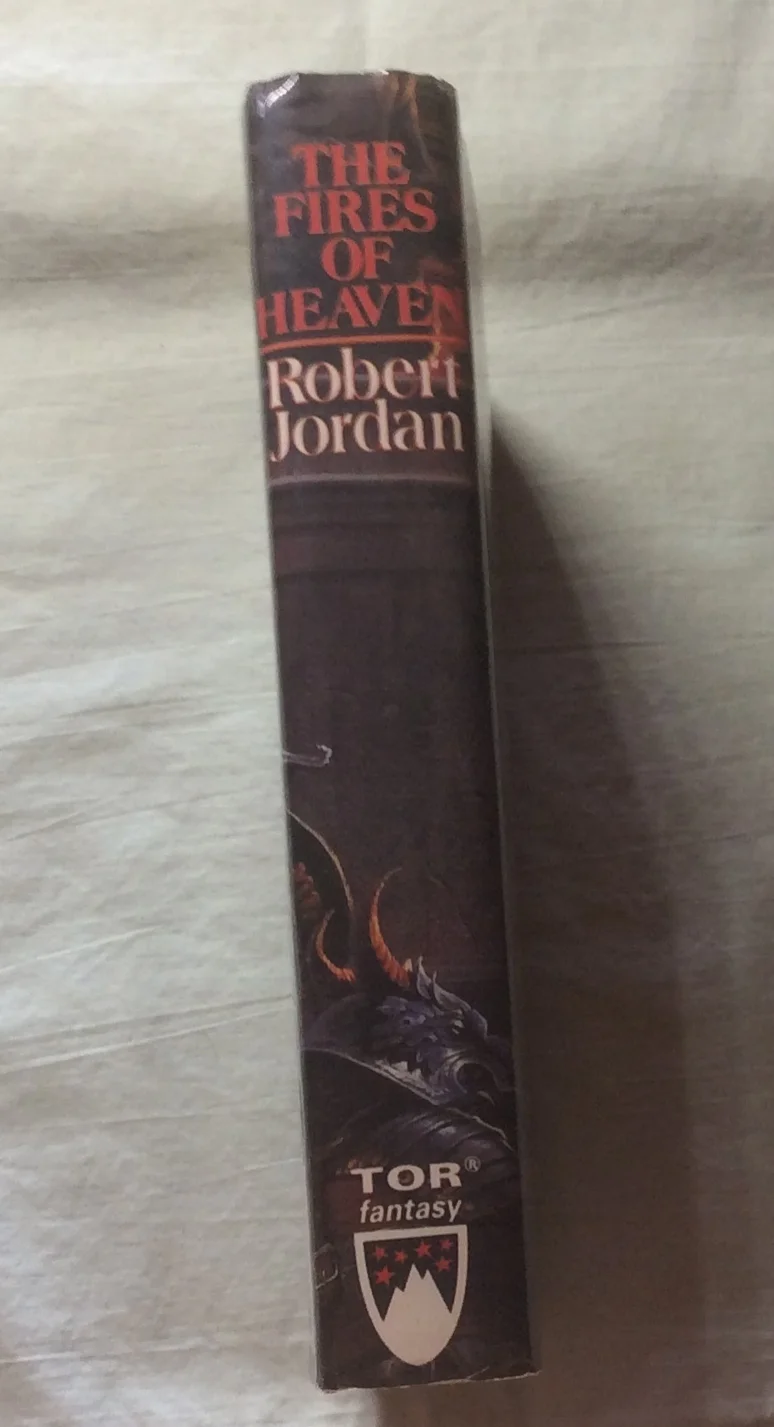 THE
FIRES
OF
HEAVEN
Robert
Jordan
TOR®
fantasy